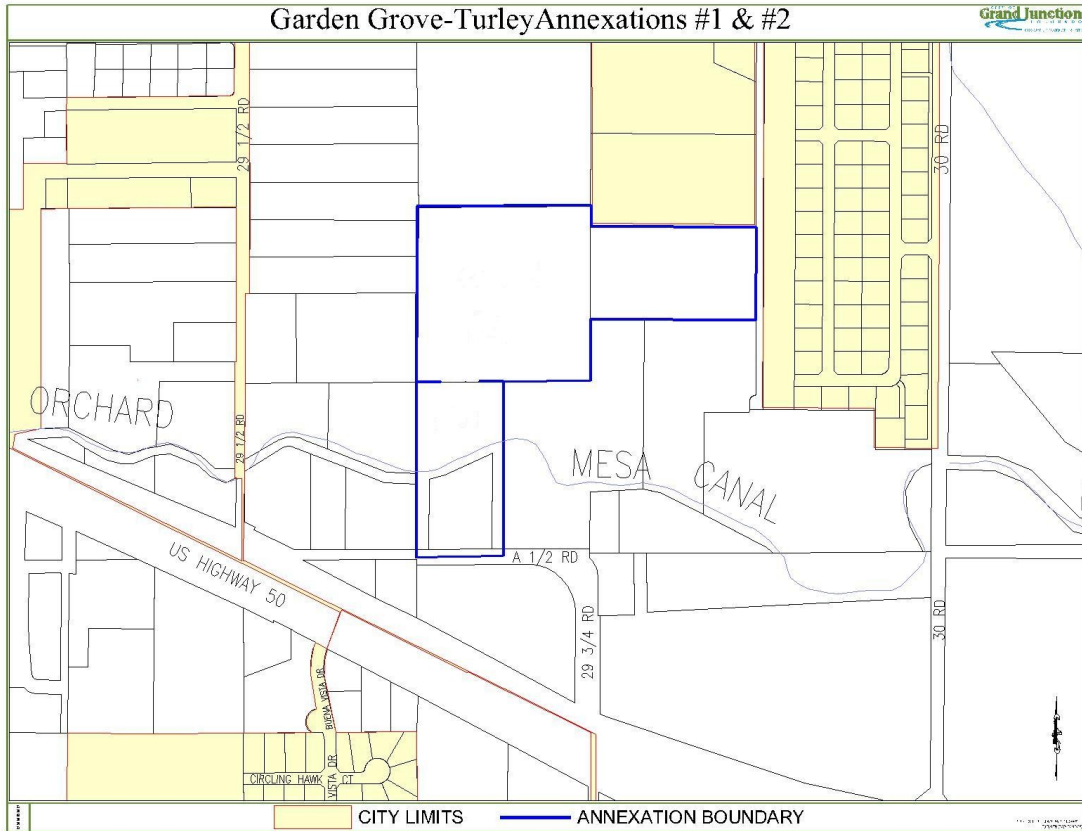 Garden Grove-TurleyAnnexations #1 & #2
Grand Junction
COLORADO
29 1/2 RD
30 RD
ORCHARD
29 1/2 RD
MESA
CANAL
US HIGHWAY 50
A 1/2 RD
29 3/4 RD
30 RD
BUENA VISTA DR
CIRCLING HAWK CT
VISTA DR
CITY LIMITS
ANNEXATION BOUNDARY